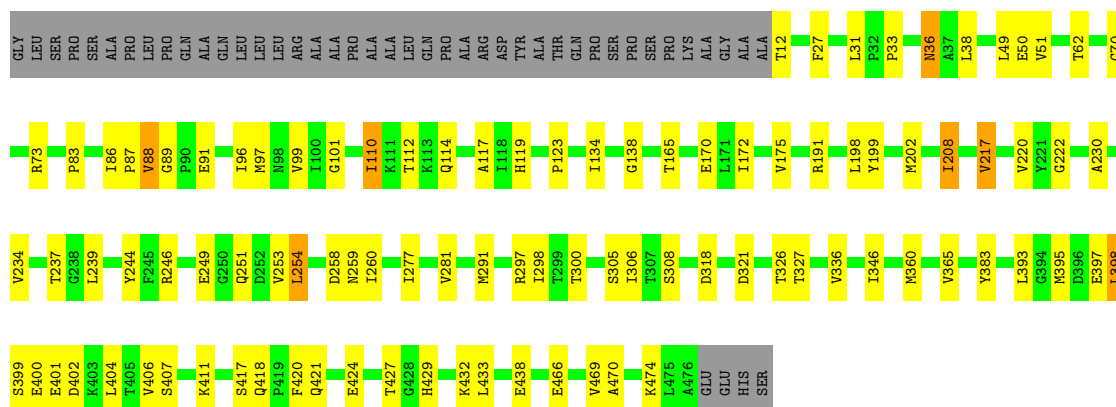 GLY LEU SER PRO SER ALA PRO LEU PRO GLN ALA GLN LEU LEU LEU ARG ALA ALA PRO ALA ALA LEU GLN PRO ALA ALA ARG ASP TYR ALA THR GLN PRO SER PRO SER PRO LYS ALA GLY ALA ALA T12 F27 L31 P32 P33 N36 A37 L38 L49 E50 V51 T62 G70
R73 P83 I86 P87 V88 G89 P90 E91 I96 M97 N98 V99 I100 G101 I110 K111 T112 K113 Q114 A117 I118 H119 P123 I134 G138 T165 E170 L171 I172 V175 R191 L198 Y199 M202 I208 V217 V220 Y221 G222 A230
V234 T237 G238 L239 Y244 F245 R246 E249 G250 Q251 D252 V253 L254 D258 N259 I260 I277 V281 M291 R297 I298 T299 T300 S305 I306 T307 S308 D318 D321 T326 T327 V336 I346 M360 V365 Y383 L393 G394 M395 D396 E397 L398
S399 E400 E401 D402 K403 L404 T405 V406 S407 K411 S417 Q418 P419 F420 Q421 E424 T427 G428 H429 K432 L433 E438 E466 V469 A470 K474 L475 A476 GLU GLU HIS SER